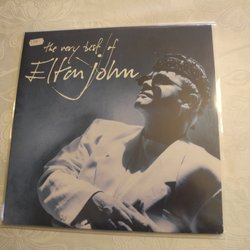 the very best of
Elton John